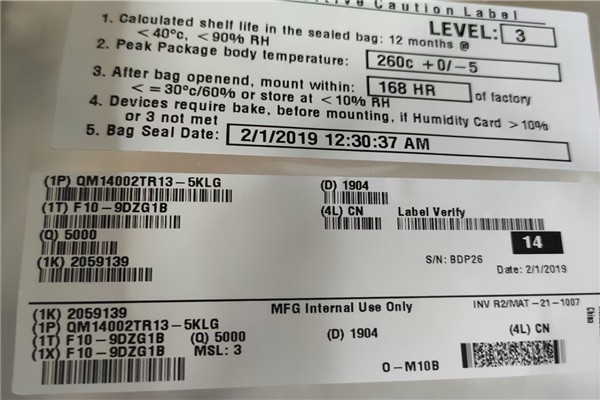 Caution Label
LEVEL: 3
1. Calculated shelf life in the sealed bag: 12 months @
< 40°c, < 90% RH
2. Peak Package body temperature: 260c +0/-5
3. After bag openend, mount within: 168 HR of factory
< = 30°c/60% or store at < 10% RH
4. Devices require bake, before mounting, if Humidity Card > 10%
or 3 not met
5. Bag Seal Date: 2/1/2019 12:30:37 AM
(1P) QM14002TR13-5KLG (D) 1904
(1T) F10-9DZG1B (4L) CN Label Verify
(Q) 5000 14
(1K) 2059139 S/N: BDP26
Date: 2/1/2019
(1K) 2059139 MFG Internal Use Only INV R2/MAT-21-1007
(1P) QM14002TR13-5KLG
(1T) F10-9DZG1B (Q) 5000 (D) 1904 (4L) CN
(1X) F10-9DZG1B MSL: 3
O-M10B
China